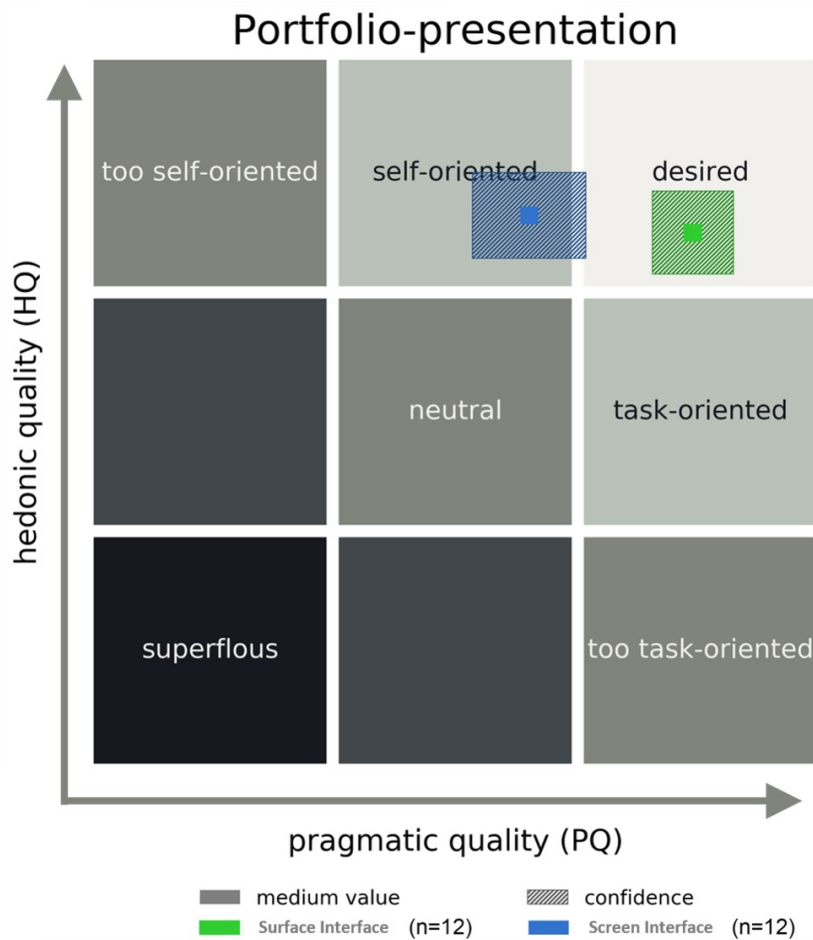 Portfolio-presentation
too self-oriented
self-oriented
desired
neutral
task-oriented
superflous
too task-oriented
hedonic quality (HQ)
pragmatic quality (PQ)
medium value
confidence
Surface Interface (n=12)
Screen Interface (n=12)